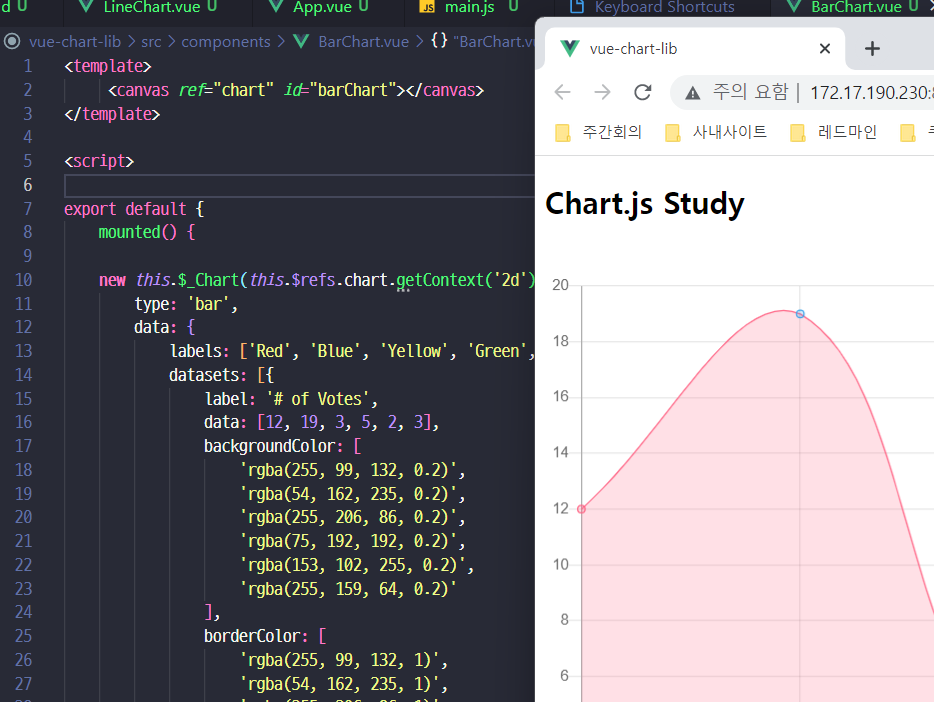 d U LineChart.vue U App.vue U JS main.js U Keyboard Shortcuts BarChart.vue U
vue-chart-lib > src > components > BarChart.vue > {} "BarChart.vu
1 <template>
2 <canvas ref="chart" id="barChart"></canvas>
3 </template>
4
5 <script>
6
7 export default {
8 mounted() {
9
10 new this.$_Chart(this.$refs.chart.getContext('2d')
11 type: 'bar',
12 data: {
13 labels: ['Red', 'Blue', 'Yellow', 'Green',
14 datasets: [{
15 label: '# of Votes',
16 data: [12, 19, 3, 5, 2, 3],
17 backgroundColor: [
18 'rgba(255, 99, 132, 0.2)',
19 'rgba(54, 162, 235, 0.2)',
20 'rgba(255, 206, 86, 0.2)',
21 'rgba(75, 192, 192, 0.2)',
22 'rgba(153, 102, 255, 0.2)',
23 'rgba(255, 159, 64, 0.2)'
24 ],
25 borderColor: [
26 'rgba(255, 99, 132, 1)',
27 'rgba(54, 162, 235, 1)',
vue-chart-lib
주의 요함 | 172.17.190.230:
주간회의 사내사이트 레드마인
Chart.js Study
20
18
16
14
12
10
8
6